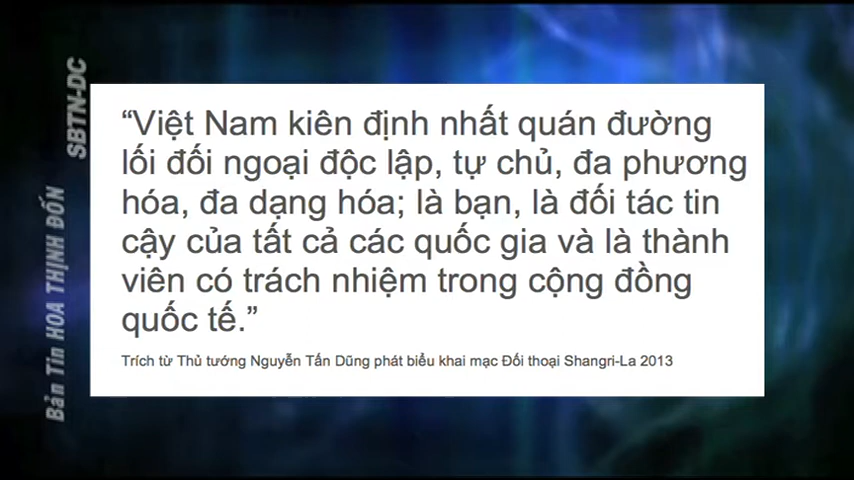 “Việt Nam kiên định nhất quán đường
lối đối ngoại độc lập, tự chủ, đa phương
hóa, đa dạng hóa; là bạn, là đối tác tin
cậy của tất cả các quốc gia và là thành
viên có trách nhiệm trong cộng đồng
quốc tế.”
Trích từ Thủ tướng Nguyễn Tấn Dũng phát biểu khai mạc Đối thoại Shangri-La 2013
Bản Tin HOA THỊNH ĐỐN
SBTN-DC